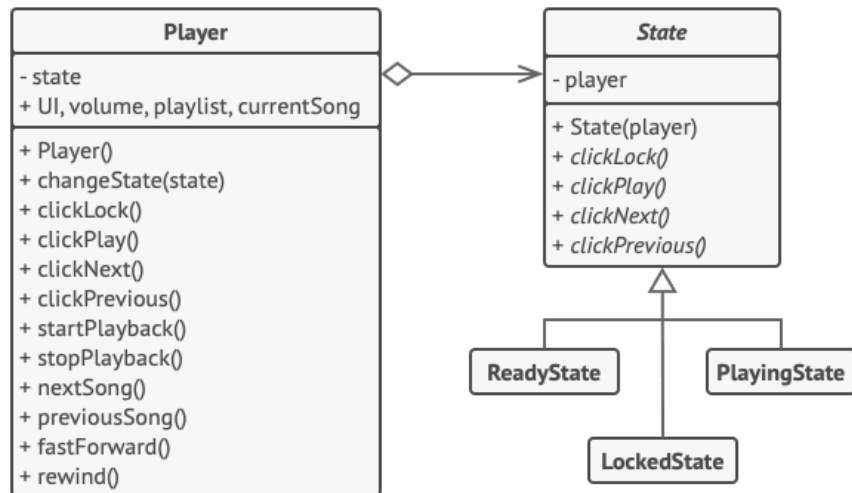 Player
- state
+ UI, volume, playlist, currentSong
+ Player()
+ changeState(state)
+ clickLock()
+ clickPlay()
+ clickNext()
+ clickPrevious()
+ startPlayback()
+ stopPlayback()
+ nextSong()
+ previousSong()
+ fastForward()
+ rewind()
State
- player
+ State(player)
+ clickLock()
+ clickPlay()
+ clickNext()
+ clickPrevious()
ReadyState
PlayingState
LockedState